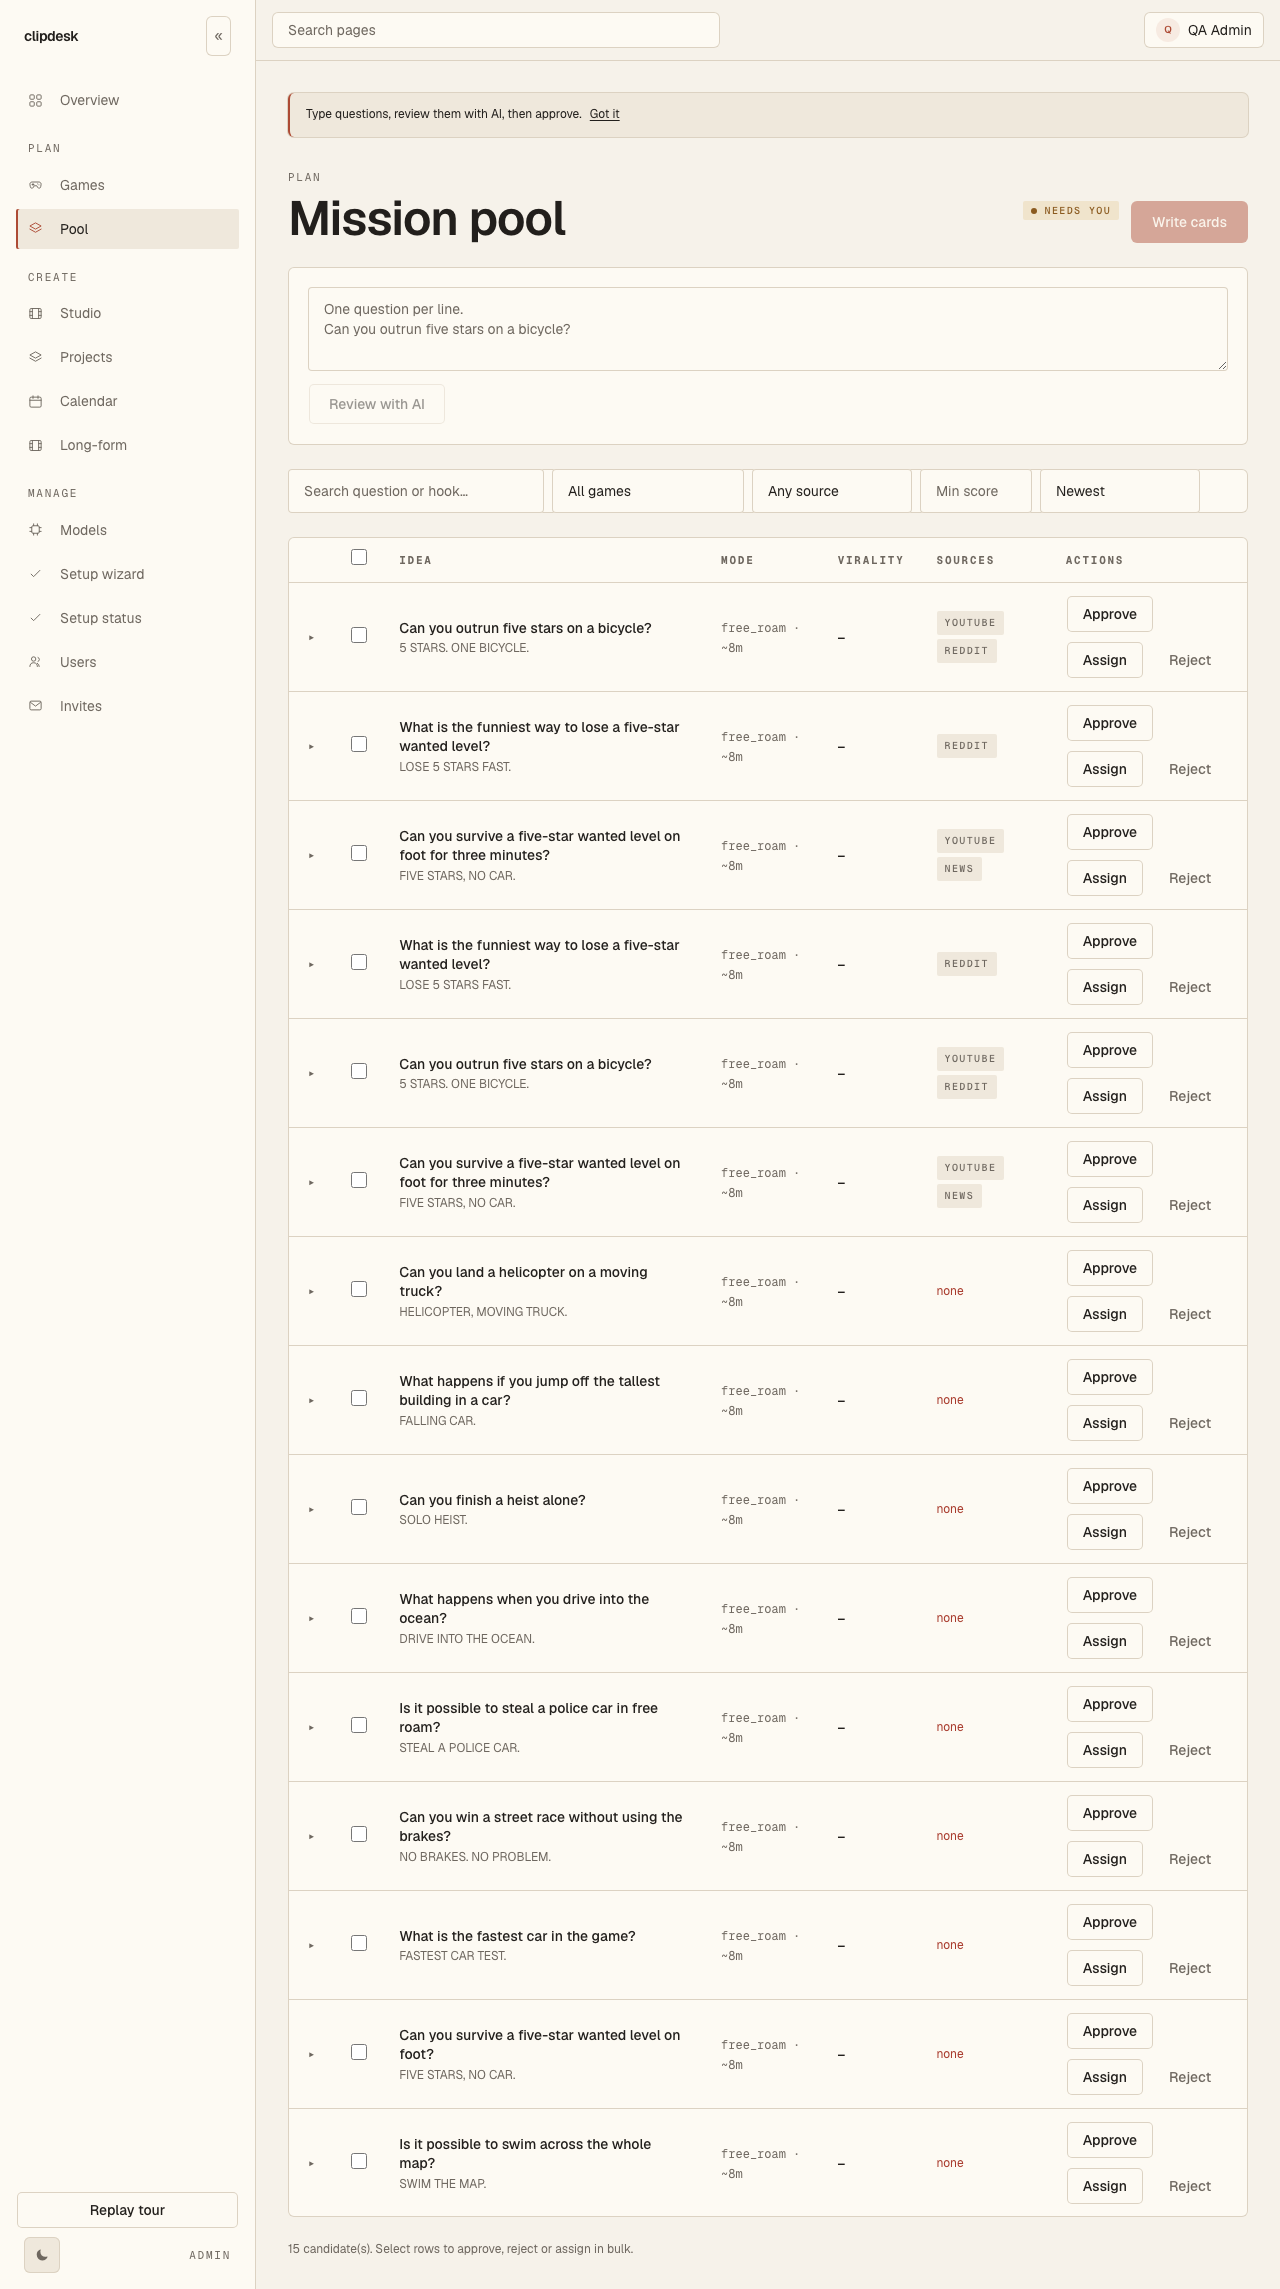 clipdesk
«
Search pages
Q
QA Admin
Overview
PLAN
Games
Pool
CREATE
Studio
Projects
Calendar
Long-form
MANAGE
Models
Setup wizard
Setup status
Users
Invites
Replay tour
ADMIN
Type questions, review them with AI, then approve. Got it
PLAN
Mission pool
NEEDS YOU
Write cards
One question per line.
Can you outrun five stars on a bicycle?
Review with AI
Search question or hook…
All games
Any source
Min score
Newest
IDEA MODE VIRALITY SOURCES ACTIONS
Can you outrun five stars on a bicycle?
5 STARS. ONE BICYCLE.
free_roam ·
~8m
–
YOUTUBE
REDDIT
Approve
Assign Reject
What is the funniest way to lose a five-star
wanted level?
LOSE 5 STARS FAST.
free_roam ·
~8m
–
REDDIT
Approve
Assign Reject
Can you survive a five-star wanted level on
foot for three minutes?
FIVE STARS, NO CAR.
free_roam ·
~8m
–
YOUTUBE
NEWS
Approve
Assign Reject
What is the funniest way to lose a five-star
wanted level?
LOSE 5 STARS FAST.
free_roam ·
~8m
–
REDDIT
Approve
Assign Reject
Can you outrun five stars on a bicycle?
5 STARS. ONE BICYCLE.
free_roam ·
~8m
–
YOUTUBE
REDDIT
Approve
Assign Reject
Can you survive a five-star wanted level on
foot for three minutes?
FIVE STARS, NO CAR.
free_roam ·
~8m
–
YOUTUBE
NEWS
Approve
Assign Reject
Can you land a helicopter on a moving
truck?
HELICOPTER, MOVING TRUCK.
free_roam ·
~8m
–
none
Approve
Assign Reject
What happens if you jump off the tallest
building in a car?
FALLING CAR.
free_roam ·
~8m
–
none
Approve
Assign Reject
Can you finish a heist alone?
SOLO HEIST.
free_roam ·
~8m
–
none
Approve
Assign Reject
What happens when you drive into the
ocean?
DRIVE INTO THE OCEAN.
free_roam ·
~8m
–
none
Approve
Assign Reject
Is it possible to steal a police car in free
roam?
STEAL A POLICE CAR.
free_roam ·
~8m
–
none
Approve
Assign Reject
Can you win a street race without using the
brakes?
NO BRAKES. NO PROBLEM.
free_roam ·
~8m
–
none
Approve
Assign Reject
What is the fastest car in the game?
FASTEST CAR TEST.
free_roam ·
~8m
–
none
Approve
Assign Reject
Can you survive a five-star wanted level on
foot?
FIVE STARS, NO CAR.
free_roam ·
~8m
–
none
Approve
Assign Reject
Is it possible to swim across the whole
map?
SWIM THE MAP.
free_roam ·
~8m
–
none
Approve
Assign Reject
15 candidate(s). Select rows to approve, reject or assign in bulk.